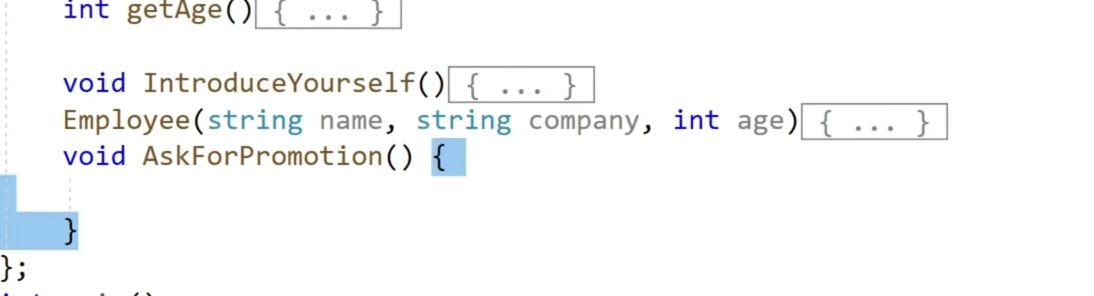 int getAge(){ ... }
void IntroduceYourself(){ ... }
Employee(string name, string company, int age){ ... }
void AskForPromotion() {
}
};